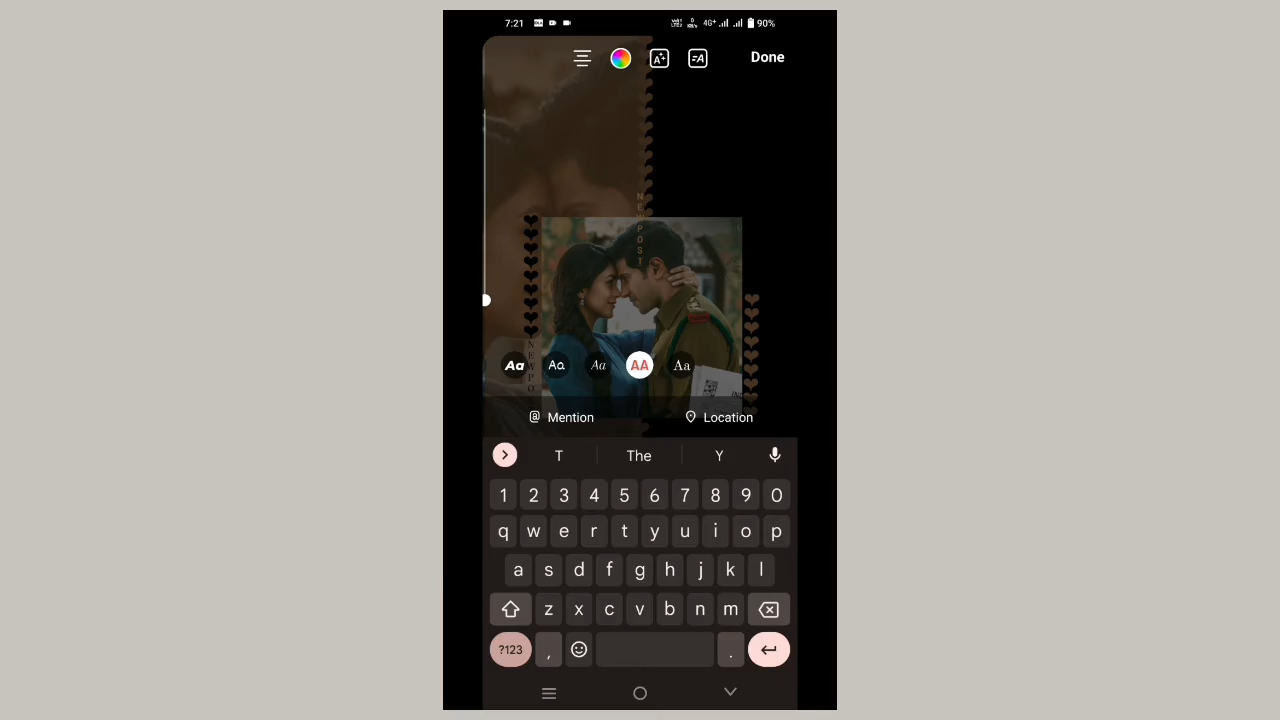 7:21
4G+ 90%
Done
N
E
W
P
O
S
T
N
E
W
P
O
Aa Aa Aa AA Aa
Mention Location
T The Y
1 2 3 4 5 6 7 8 9 0
q w e r t y u i o p
a s d f g h j k l
z x c v b n m
?123 , .